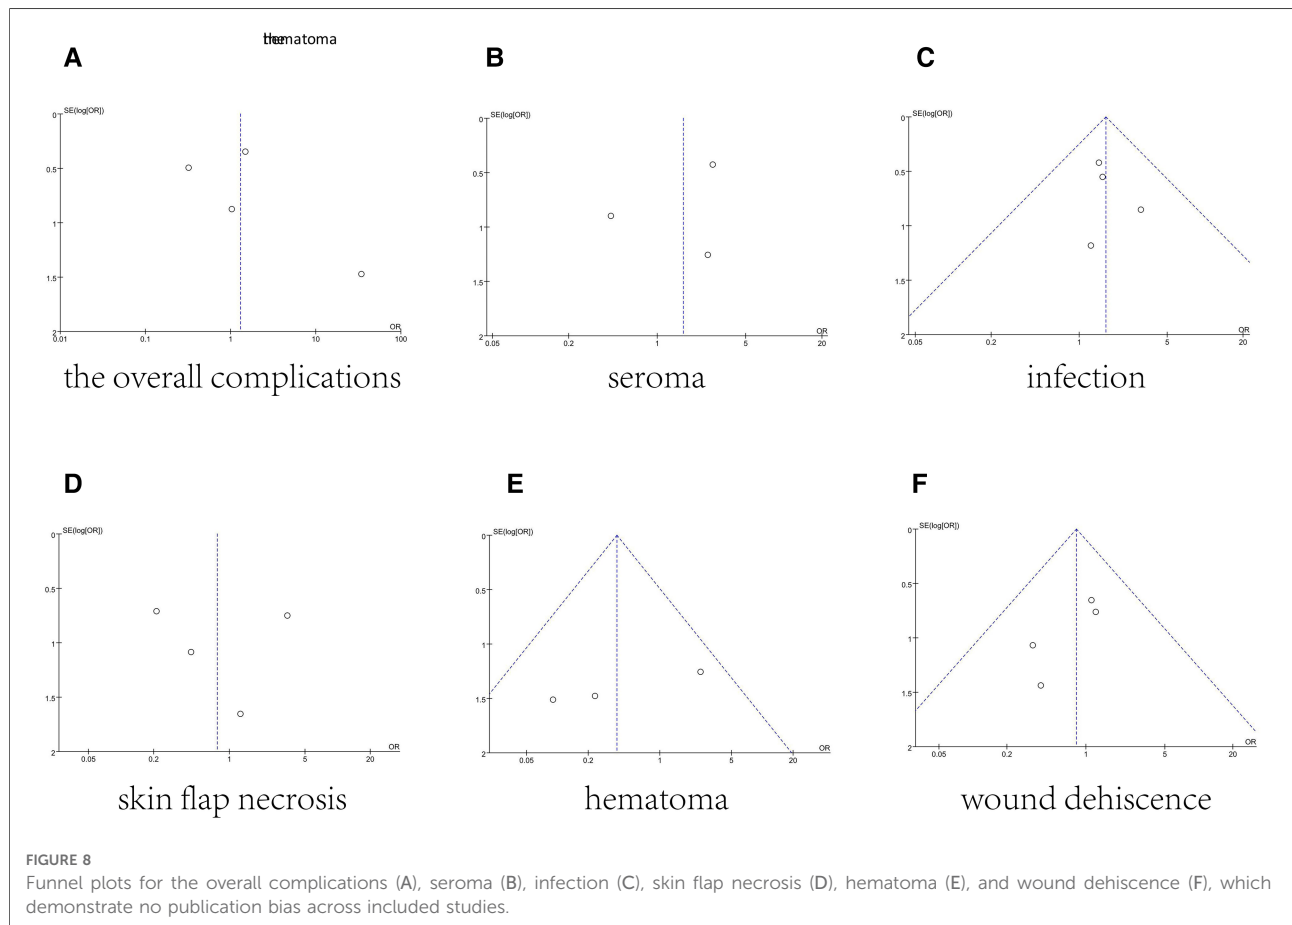 hematoma
A
B
C
SE(log[OR])
0
0.5
1
1.5
2
0.01
0.1
1
10
100
OR
the overall complications
SE(log[OR])
0
0.5
1
1.5
2
0.05
0.2
1
5
20
OR
seroma
SE(log[OR])
0
0.5
1
1.5
2
0.05
0.2
1
5
20
OR
infection
D
E
F
SE(log[OR])
0
0.5
1
1.5
2
0.05
0.2
1
5
20
OR
skin flap necrosis
SE(log[OR])
0
0.5
1
1.5
2
0.05
0.2
1
5
20
OR
hematoma
SE(log[OR])
0
0.5
1
1.5
2
0.05
0.2
1
5
20
OR
wound dehiscence
FIGURE 8
Funnel plots for the overall complications (A), seroma (B), infection (C), skin flap necrosis (D), hematoma (E), and wound dehiscence (F), which
demonstrate no publication bias across included studies.